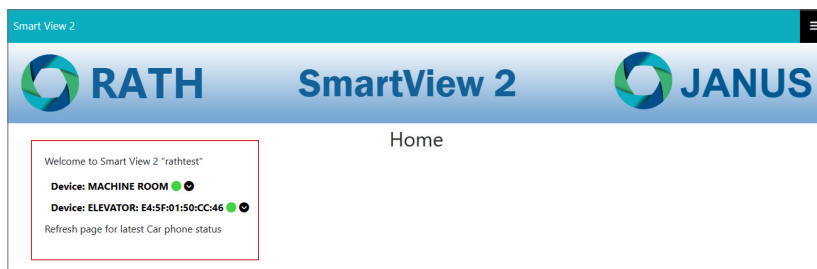 Smart View 2
RATH SmartView 2 JANUS
Home
Welcome to Smart View 2 "rathtest"
Device: MACHINE ROOM
Device: ELEVATOR: E4:5F:01:50:CC:46
Refresh page for latest Car phone status